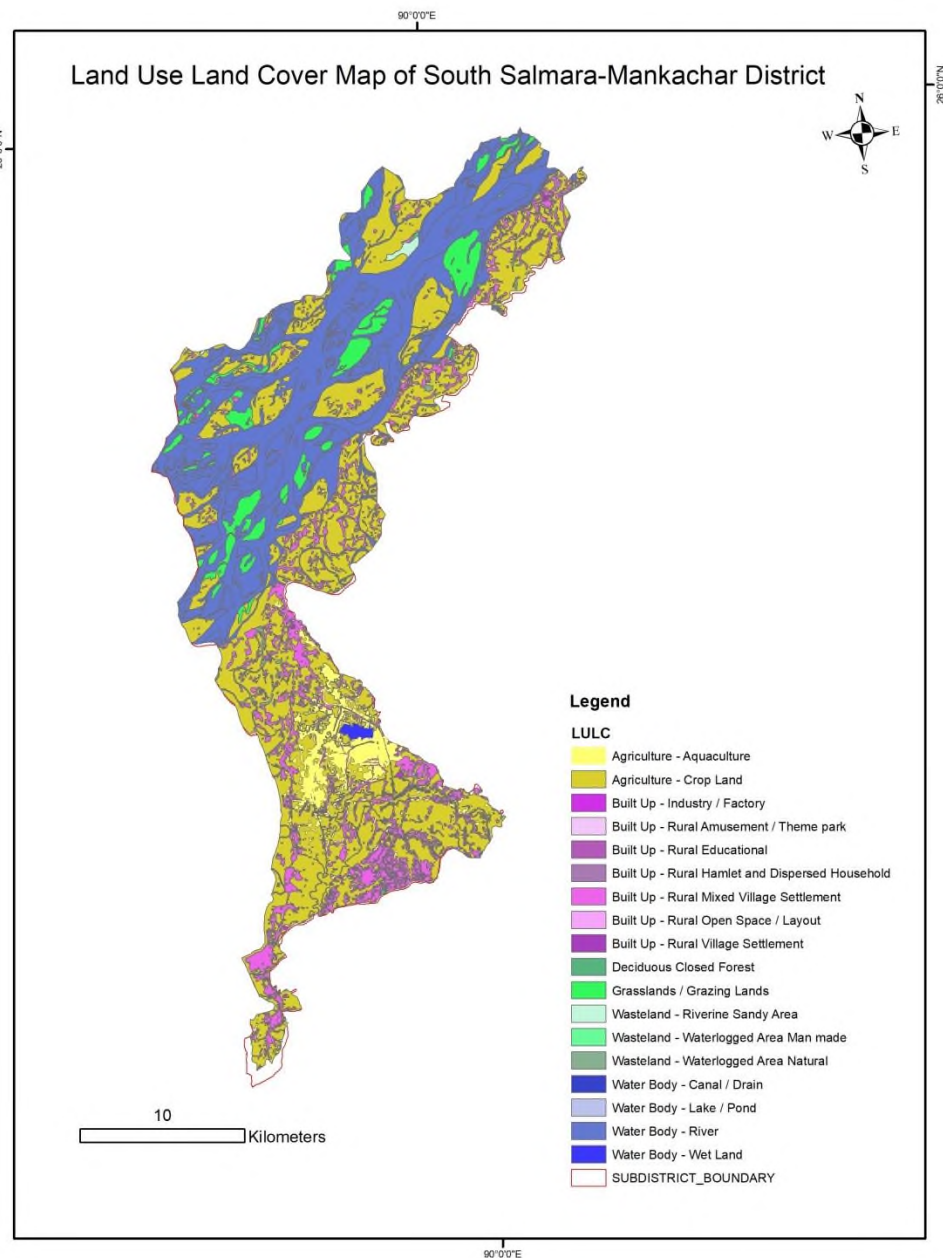 90°0'0"E
Land Use Land Cover Map of South Salmara-Mankachar District
26°0'0"N
N
W E
S
Legend
LULC
Agriculture - Aquaculture
Agriculture - Crop Land
Built Up - Industry / Factory
Built Up - Rural Amusement / Theme park
Built Up - Rural Educational
Built Up - Rural Hamlet and Dispersed Household
Built Up - Rural Mixed Village Settlement
Built Up - Rural Open Space / Layout
Built Up - Rural Village Settlement
Deciduous Closed Forest
Grasslands / Grazing Lands
Wasteland - Riverine Sandy Area
Wasteland - Waterlogged Area Man made
Wasteland - Waterlogged Area Natural
Water Body - Canal / Drain
Water Body - Lake / Pond
Water Body - River
Water Body - Wet Land
SUBDISTRICT_BOUNDARY
10
Kilometers
90°0'0"E